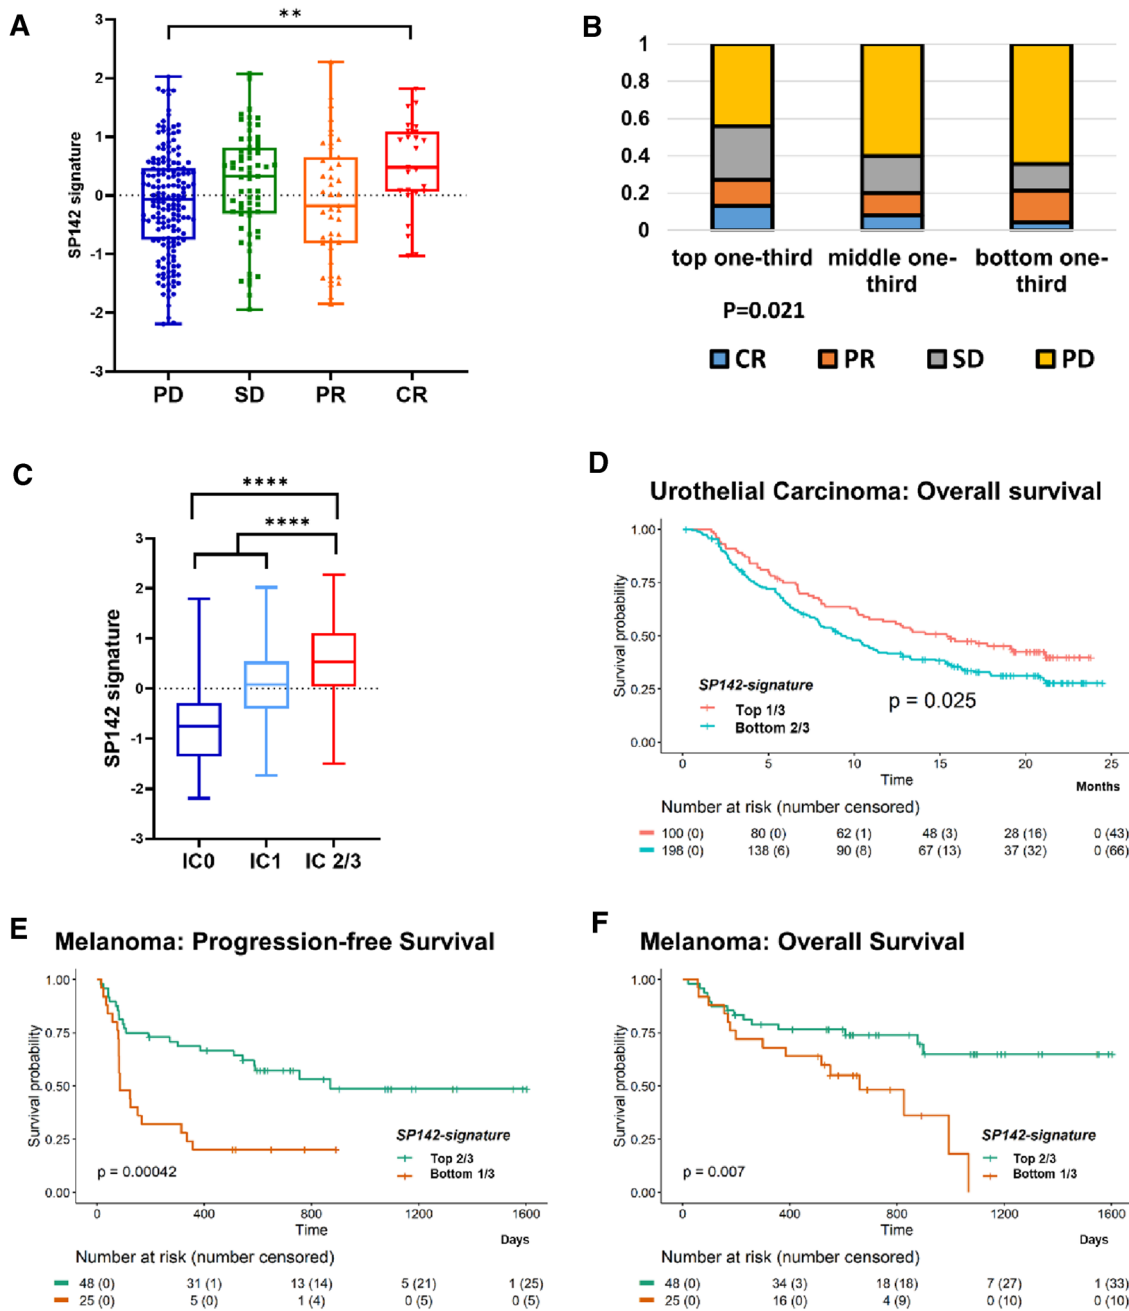 A
**
3
2
1
0
-1
-2
-3
SP142 signature
PD SD PR CR
B
1
0.8
0.6
0.4
0.2
0
top one-third middle one-third bottom one-third
P=0.021
CR PR SD PD
C
****
****
3
2
1
0
-1
-2
-3
SP142 signature
IC0 IC1 IC 2/3
D
Urothelial Carcinoma: Overall survival
1.00
0.75
0.50
0.25
0.00
Survival probability
SP142-signature
Top 1/3
Bottom 2/3
p = 0.025
0 5 10 15 20 25
Time
Months
Number at risk (number censored)
100 (0) 80 (0) 62 (1) 48 (3) 28 (16) 0 (43)
198 (0) 138 (6) 90 (8) 67 (13) 37 (32) 0 (66)
E
Melanoma: Progression-free Survival
1.00
0.75
0.50
0.25
0.00
Survival probability
SP142-signature
Top 2/3
Bottom 1/3
p = 0.00042
0 400 800 1200 1600
Time
Days
Number at risk (number censored)
48 (0) 31 (1) 13 (14) 5 (21) 1 (25)
25 (0) 5 (0) 1 (4) 0 (5) 0 (5)
F
Melanoma: Overall Survival
1.00
0.75
0.50
0.25
0.00
Survival probability
SP142-signature
Top 2/3
Bottom 1/3
p = 0.007
0 400 800 1200 1600
Time
Days
Number at risk (number censored)
48 (0) 34 (3) 18 (18) 7 (27) 1 (33)
25 (0) 16 (0) 4 (9) 0 (10) 0 (10)